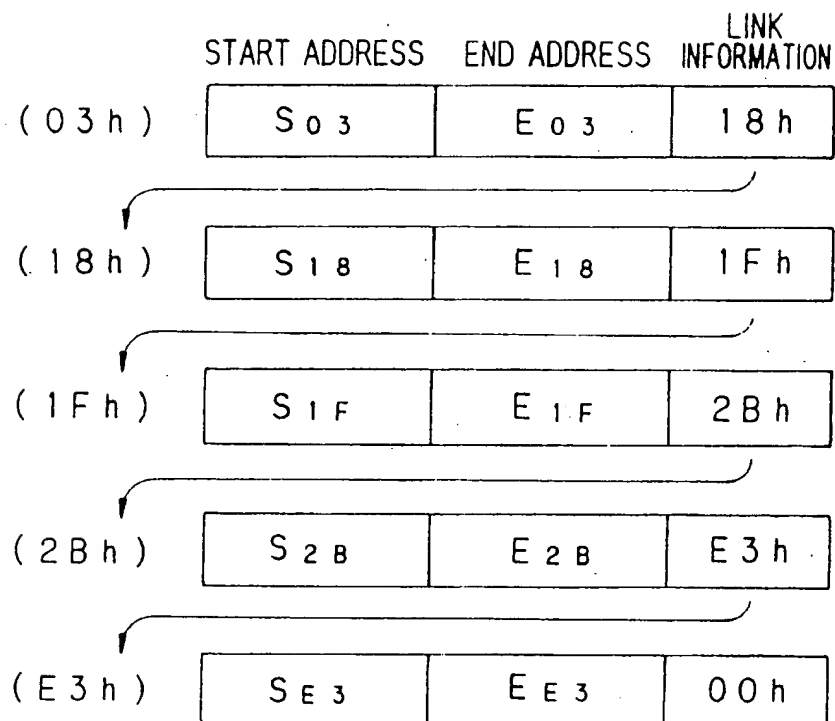 START ADDRESS END ADDRESS LINK INFORMATION
(03h) S03 E03 18h
(18h) S18 E18 1Fh
(1Fh) S1F E1F 2Bh
(2Bh) S2B E2B E3h
(E3h) SE3 EE3 00h